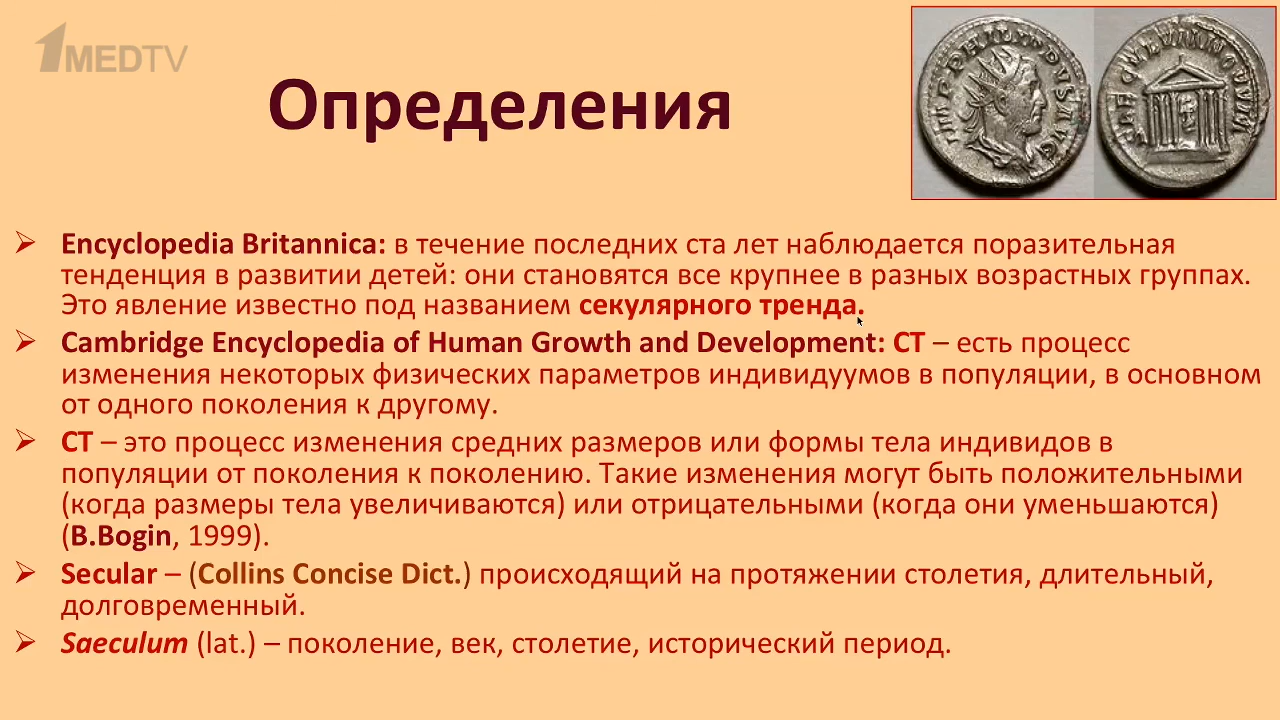 1MEDTV
Определения
IMP PHILIPPVS AVG
SAECVLVM NOVVM
Encyclopedia Britannica: в течение последних ста лет наблюдается поразительная
тенденция в развитии детей: они становятся все крупнее в разных возрастных группах.
Это явление известно под названием секулярного тренда.
Cambridge Encyclopedia of Human Growth and Development: СТ – есть процесс
изменения некоторых физических параметров индивидуумов в популяции, в основном
от одного поколения к другому.
СТ – это процесс изменения средних размеров или формы тела индивидов в
популяции от поколения к поколению. Такие изменения могут быть положительными
(когда размеры тела увеличиваются) или отрицательными (когда они уменьшаются)
(B.Bogin, 1999).
Secular – (Collins Concise Dict.) происходящий на протяжении столетия, длительный,
долговременный.
Saeculum (lat.) – поколение, век, столетие, исторический период.